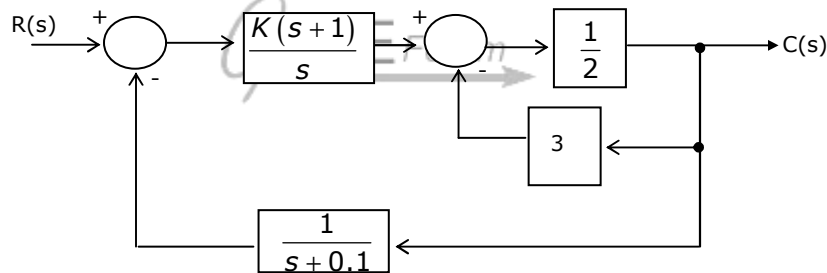 R(s) + - K(s+1)/s + - 1/2 C(s)
3
1/(s+0.1)